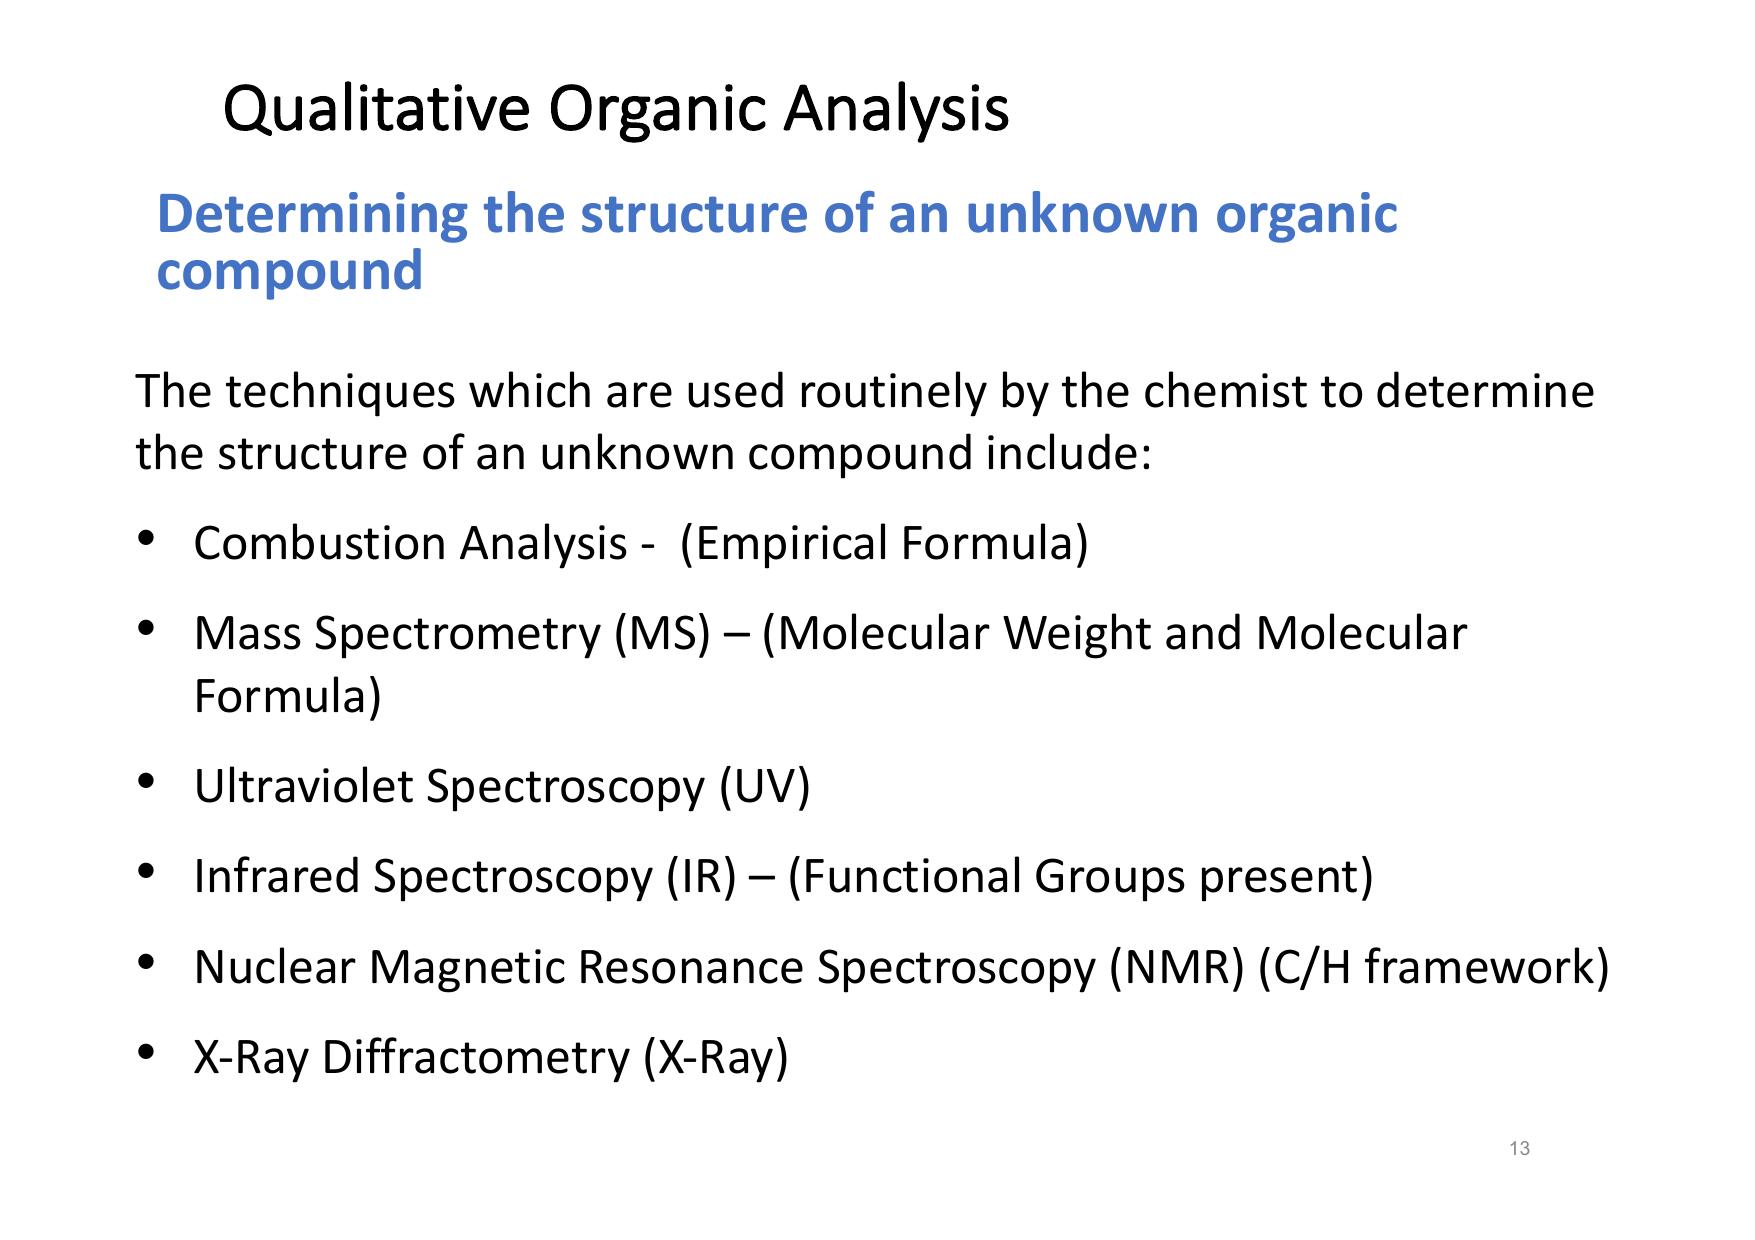 Qualitative Organic Analysis
Determining the structure of an unknown organic
compound
The techniques which are used routinely by the chemist to determine
the structure of an unknown compound include:
• Combustion Analysis -  (Empirical Formula)
• Mass Spectrometry (MS) – (Molecular Weight and Molecular
Formula)
• Ultraviolet Spectroscopy (UV)
• Infrared Spectroscopy (IR) – (Functional Groups present)
• Nuclear Magnetic Resonance Spectroscopy (NMR) (C/H framework)
• X-Ray Diffractometry (X-Ray)
13